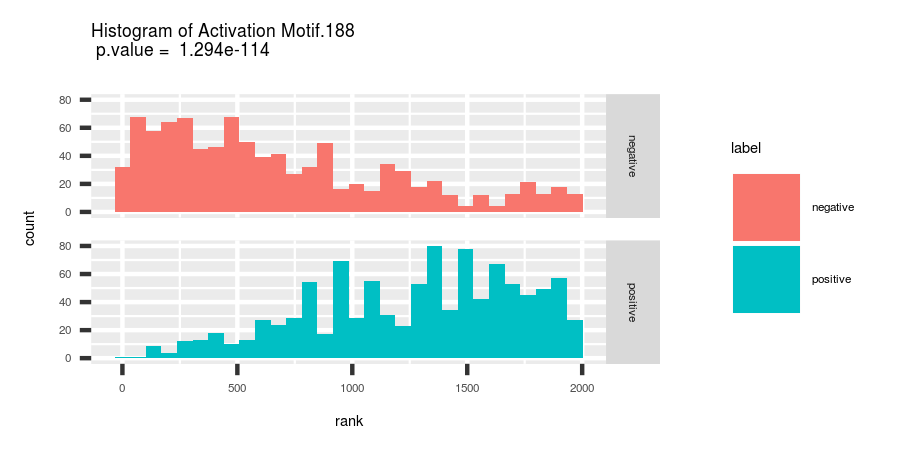 Histogram of Activation Motif.188
p.value = 1.294e-114
count
80
60
40
20
0
negative
80
60
40
20
0
positive
0 500 1000 1500 2000
rank
label
negative
positive